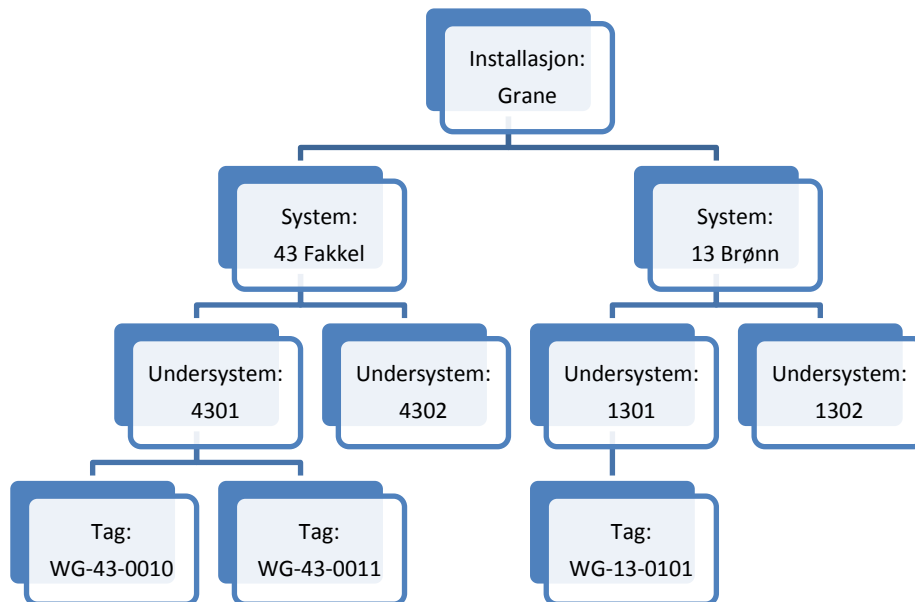 Installasjon:
Grane
System:
43 Fakkel
System:
13 Brønn
Undersystem:
4301
Undersystem:
4302
Undersystem:
1301
Undersystem:
1302
Tag:
WG-43-0010
Tag:
WG-43-0011
Tag:
WG-13-0101